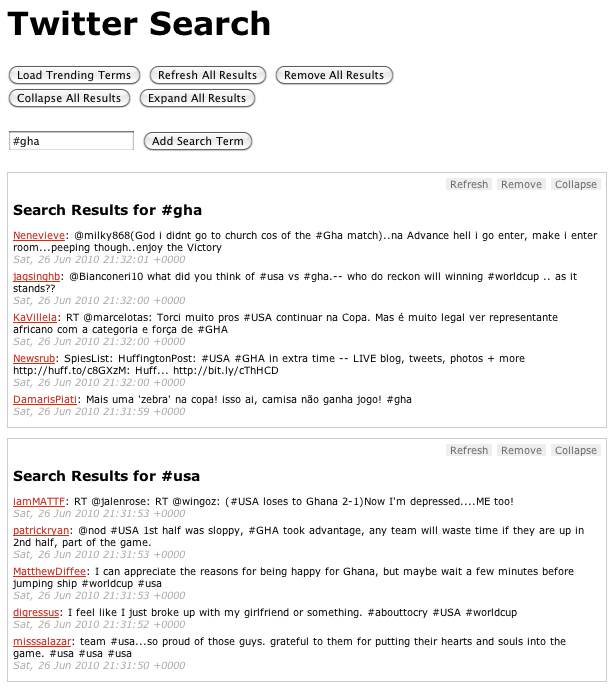 Twitter Search
Load Trending Terms Refresh All Results Remove All Results
Collapse All Results Expand All Results
#gha Add Search Term
Refresh Remove Collapse
Search Results for #gha
Nenevieve: @milky868(God i didnt go to church cos of the #Gha match)..na Advance hell i go enter, make i enter
room...peeping though..enjoy the Victory
Sat, 26 Jun 2010 21:32:01 +0000
jagsinghb: @Bianconeri10 what did you think of #usa vs #gha.-- who do reckon will winning #worldcup .. as it
stands??
Sat, 26 Jun 2010 21:32:00 +0000
KaVillela: RT @marcelotas: Torci muito pros #USA continuar na Copa. Mas é muito legal ver representante
africano com a categoria e força de #GHA
Sat, 26 Jun 2010 21:32:00 +0000
Newsrub: SpiesList: HuffingtonPost: #USA #GHA in extra time -- LIVE blog, tweets, photos + more
http://huff.to/c8GXzM: Huff... http://bit.ly/cThHCD
Sat, 26 Jun 2010 21:32:00 +0000
DamarisPiati: Mais uma 'zebra' na copa! isso ai, camisa não ganha jogo! #gha
Sat, 26 Jun 2010 21:31:59 +0000
Refresh Remove Collapse
Search Results for #usa
iamMATTF: RT @jalenrose: RT @wingoz: (#USA loses to Ghana 2-1)Now I'm depressed....ME too!
Sat, 26 Jun 2010 21:31:53 +0000
patrickryan: @nod #USA 1st half was sloppy, #GHA took advantage, any team will waste time if they are up in
2nd half, part of the game.
Sat, 26 Jun 2010 21:31:53 +0000
MatthewDiffee: I can appreciate the reasons for being happy for Ghana, but maybe wait a few minutes before
jumping ship #worldcup #usa
Sat, 26 Jun 2010 21:31:53 +0000
digressus: I feel like I just broke up with my girlfriend or something. #abouttocry #USA #worldcup
Sat, 26 Jun 2010 21:31:52 +0000
misssalazar: team #usa...so proud of those guys. grateful to them for putting their hearts and souls into the
game. #usa #usa #usa
Sat, 26 Jun 2010 21:31:50 +0000